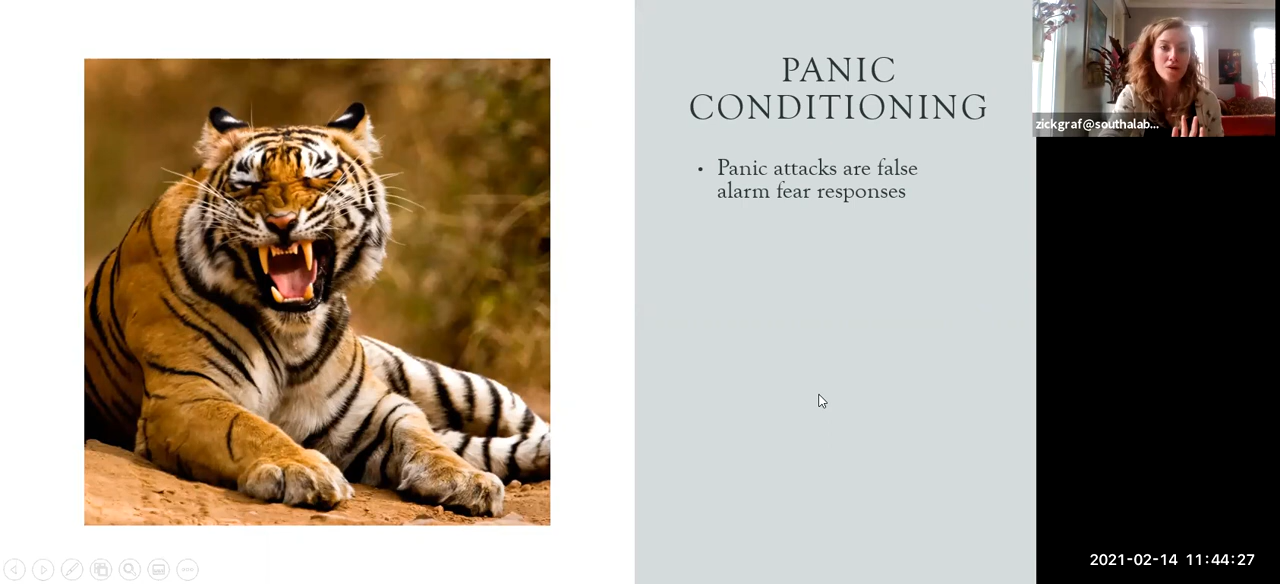 PANIC
CONDITIONING
• Panic attacks are false
alarm fear responses
zickgraf@southalab...
2021-02-14 11:44:27